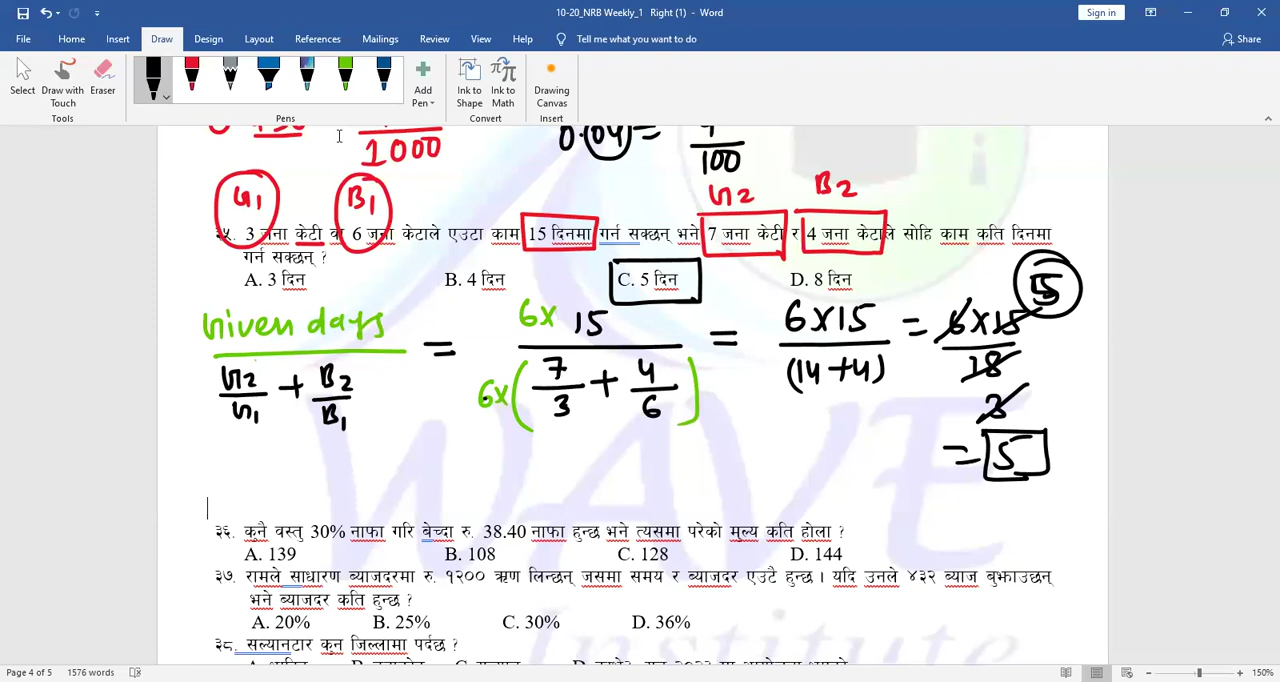 10-20_NRB Weekly_1 Right (1) - Word
Sign in
File Home Insert Draw Design Layout References Mailings Review View Help Tell me what you want to do Share
Select Draw with Touch Eraser Add Pen Ink to Shape Ink to Math Drawing Canvas
Tools Pens Convert Insert
1000
0.(04) = 4/100
G1 B1 G2 B2
३५. 3 जना केटी वा 6 जना केटाले एउटा काम 15 दिनमा गर्न सक्छन् भने 7 जना केटी र 4 जना केटाले सोहि काम कति दिनमा
गर्न सक्छन् ?
A. 3 दिन B. 4 दिन C. 5 दिन D. 8 दिन
5
Given days / (G2/G1 + B2/B1) = 6x 15 / 6x(7/3 + 4/6) = 6x15 / (14+4) = 6x15 / 18
3
= 5
३६. कुनै वस्तु 30% नाफा गरि बेच्दा रु. 38.40 नाफा हुन्छ भने त्यसमा परेको मुल्य कति होला ?
A. 139 B. 108 C. 128 D. 144
३७. रामले साधारण ब्याजदरमा रु. १२०० ऋण लिन्छन् जसमा समय र ब्याजदर एउटै हुन्छ । यदि उनले ४३२ ब्याज बुझाउछन्
भने ब्याजदर कति हुन्छ ?
A. 20% B. 25% C. 30% D. 36%
३८. सल्यानटार कुन जिल्लामा पर्दछ ?
WAVE
Institute
Page 4 of 5 1576 words 150%